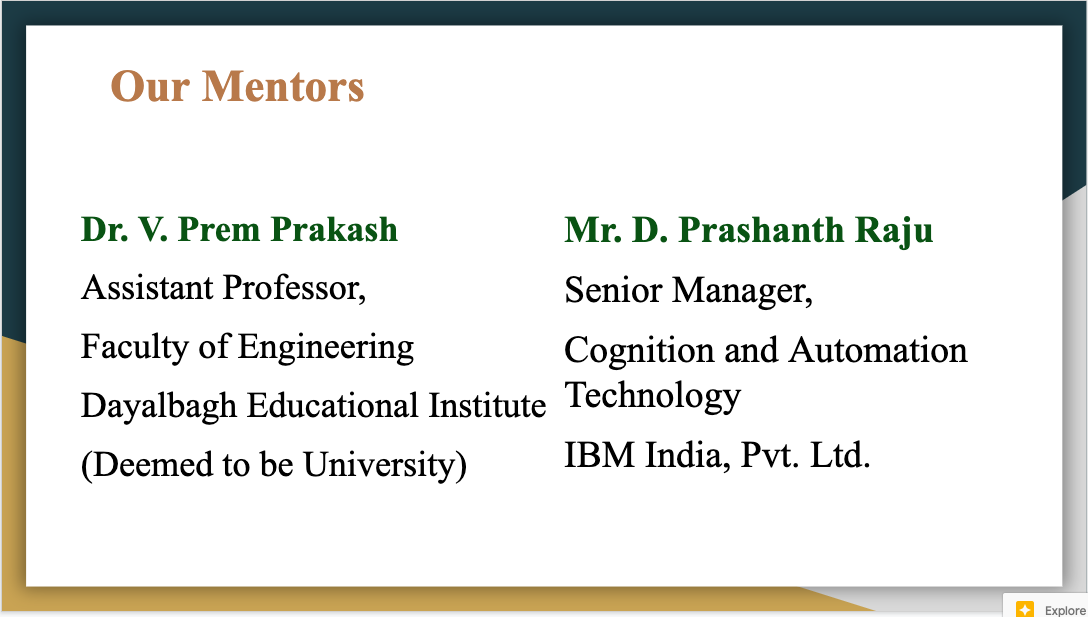 Our Mentors
Dr. V. Prem Prakash
Assistant Professor,
Faculty of Engineering
Dayalbagh Educational Institute
(Deemed to be University)
Mr. D. Prashanth Raju
Senior Manager,
Cognition and Automation
Technology
IBM India, Pvt. Ltd.
Explore